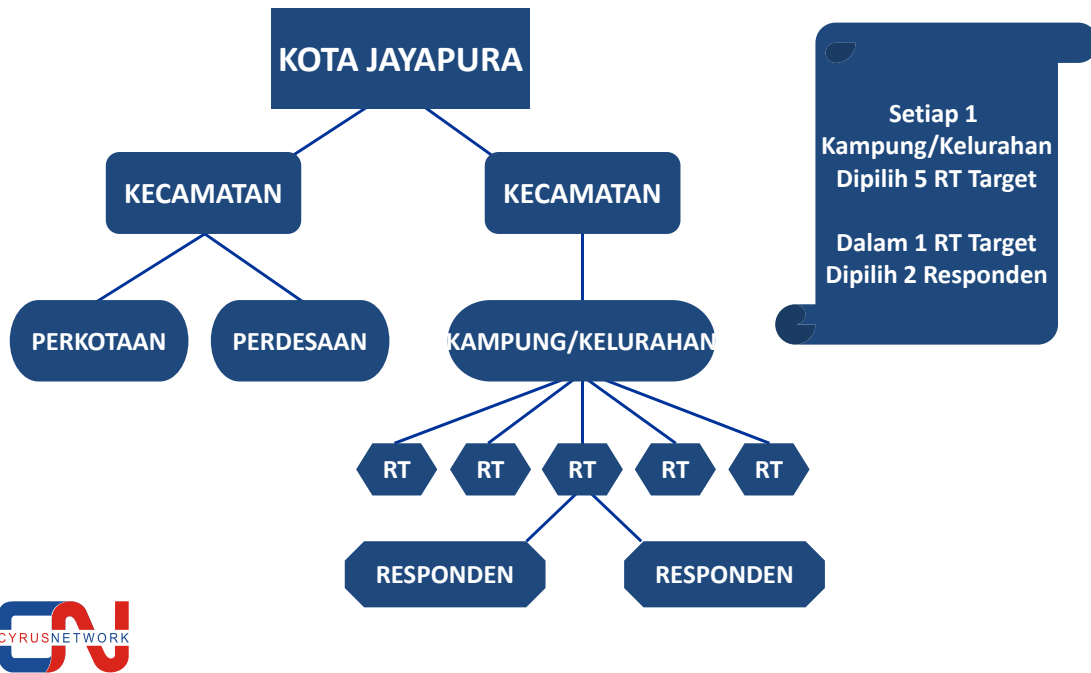 KOTA JAYAPURA
Setiap 1
Kampung/Kelurahan
Dipilih 5 RT Target
Dalam 1 RT Target
Dipilih 2 Responden
KECAMATAN
KECAMATAN
PERKOTAAN
PERDESAAN
KAMPUNG/KELURAHAN
RT
RT
RT
RT
RT
RESPONDEN
RESPONDEN
CN
CYRUSNETWORK